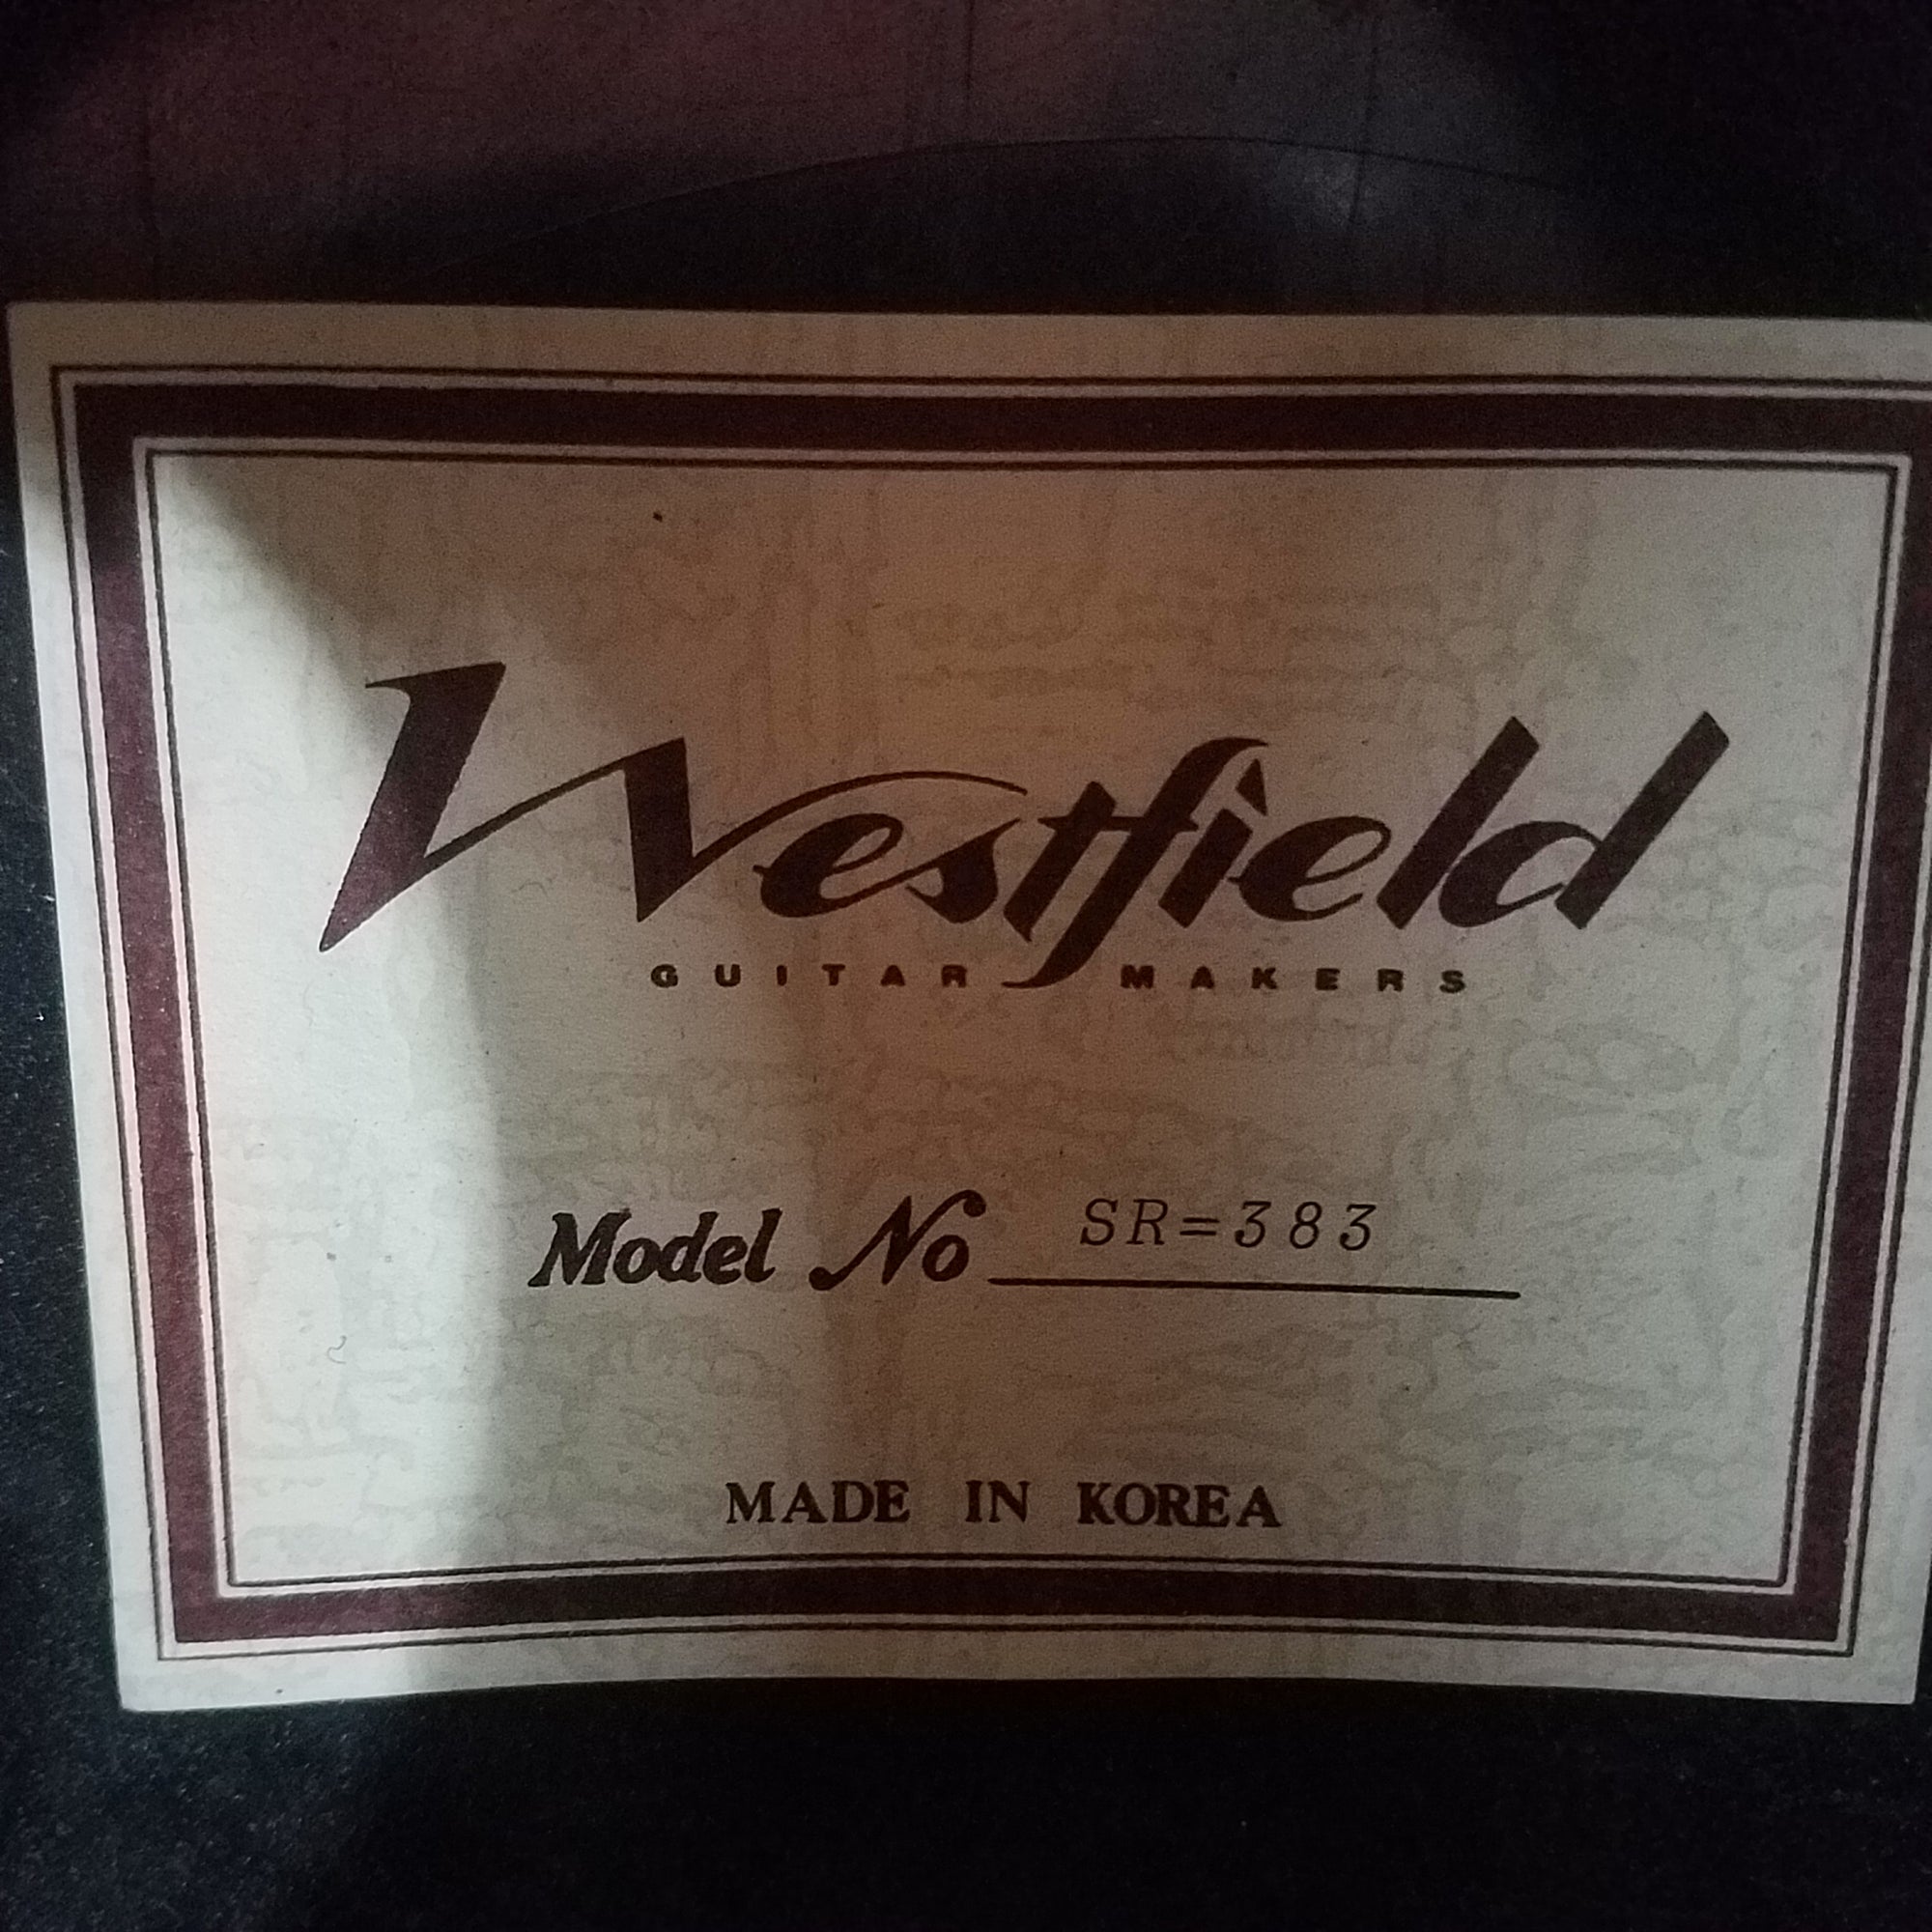 Westfield
GUITAR MAKERS
Model No SR=383
MADE IN KOREA